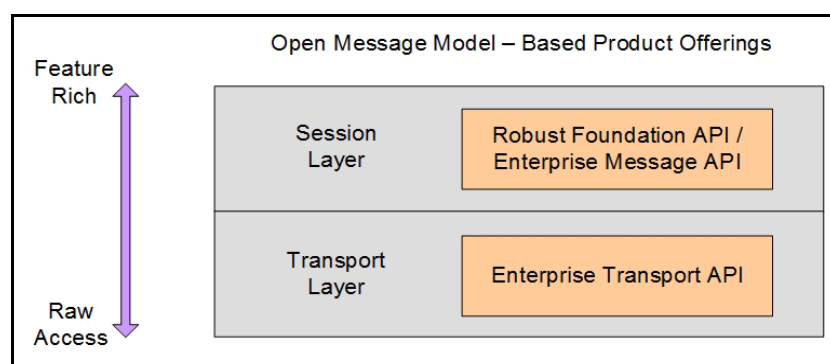 Open Message Model – Based Product Offerings
Feature
Rich
Session
Layer
Robust Foundation API /
Enterprise Message API
Transport
Layer
Enterprise Transport API
Raw
Access